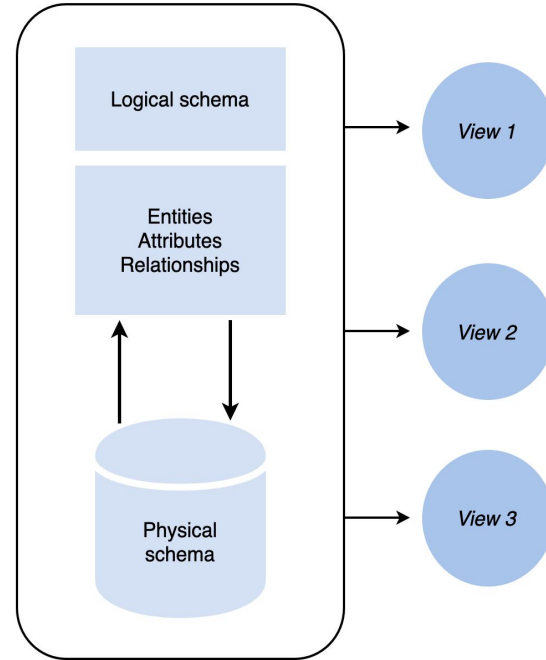 Logical schema
Entities
Attributes
Relationships
Physical
schema
View 1
View 2
View 3